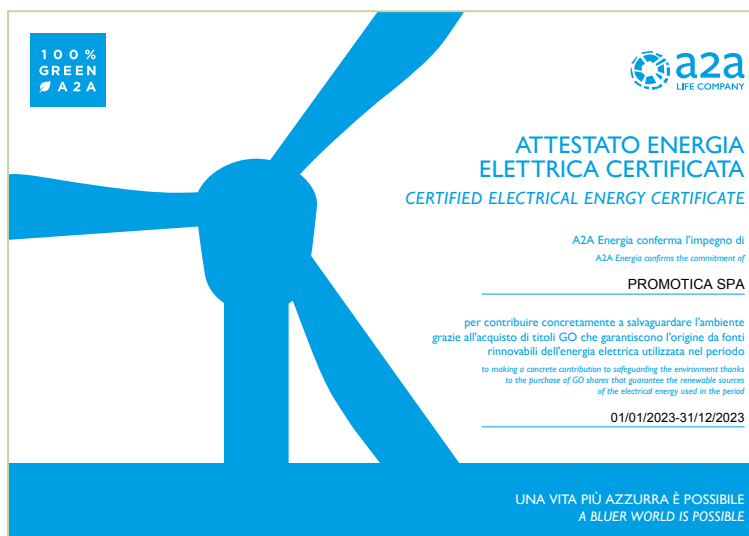 100%
GREEN
A2A
a2a
LIFE COMPANY
ATTESTATO ENERGIA
ELETTRICA CERTIFICATA
CERTIFIED ELECTRICAL ENERGY CERTIFICATE
A2A Energia conferma l'impegno di
A2A Energia confirms the commitment of
PROMOTICA SPA
per contribuire concretamente a salvaguardare l'ambiente
grazie all'acquisto di titoli GO che garantiscono l'origine da fonti
rinnovabili dell'energia elettrica utilizzata nel periodo
to making a concrete contribution to safeguarding the environment thanks
to the purchase of GO shares that guarantee the renewable sources
of the electrical energy used in the period
01/01/2023-31/12/2023
UNA VITA PIÙ AZZURRA È POSSIBILE
A BLUER WORLD IS POSSIBLE